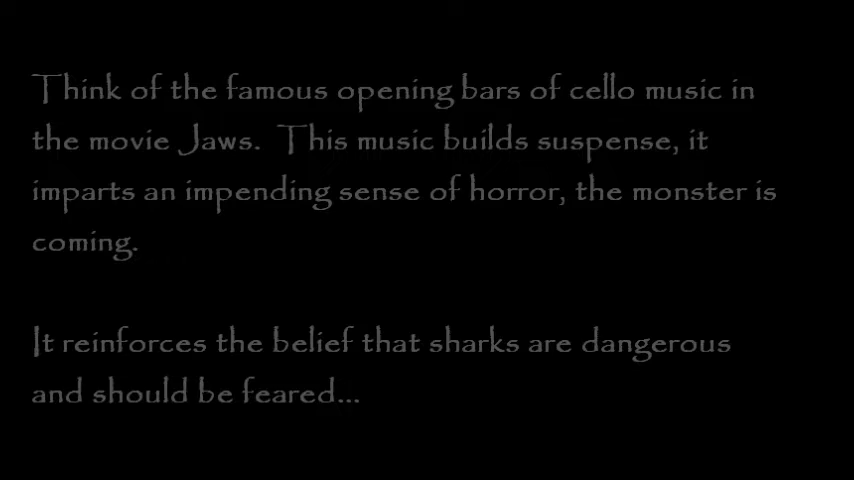 Think of the famous opening bars of cello music in
the movie Jaws. This music builds suspense, it
imparts an impending sense of horror, the monster is
coming.
It reinforces the belief that sharks are dangerous
and should be feared...